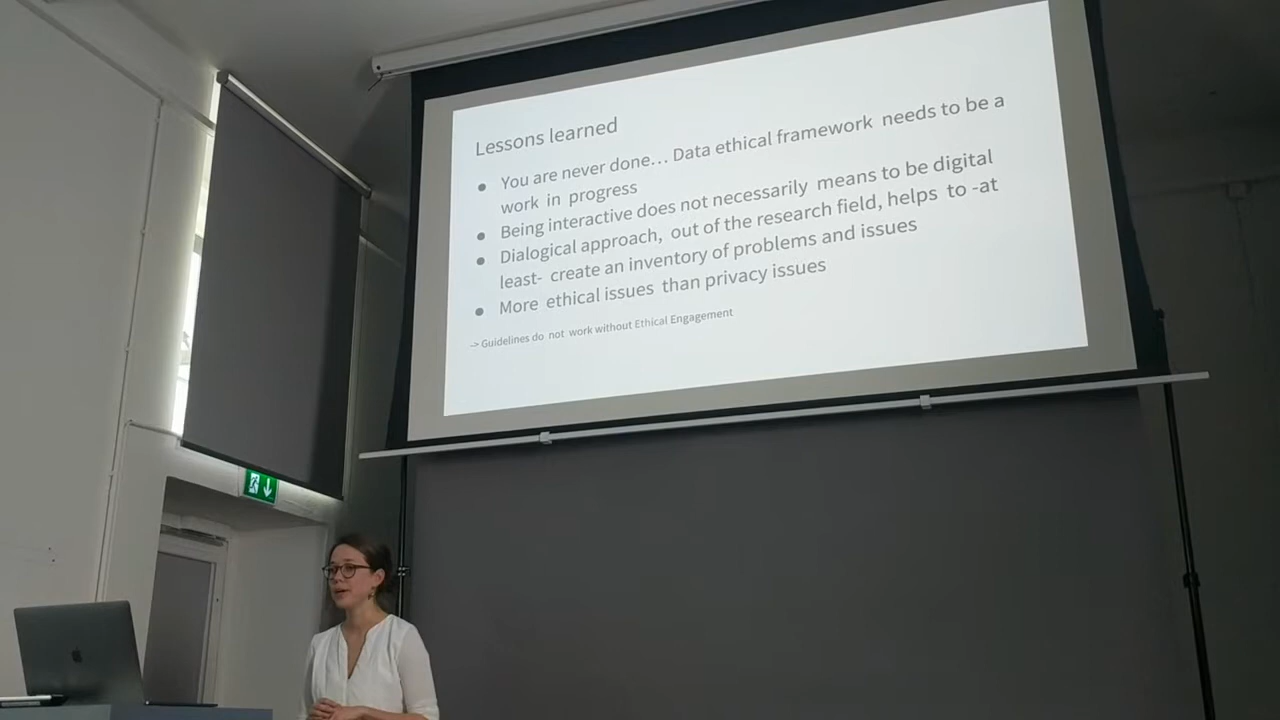 Lessons learned
● You are never done... Data ethical framework needs to be a
work in progress
● Being interactive does not necessarily means to be digital
● Dialogical approach, out of the research field, helps to -at
least- create an inventory of problems and issues
● More ethical issues than privacy issues
-> Guidelines do not work without Ethical Engagement